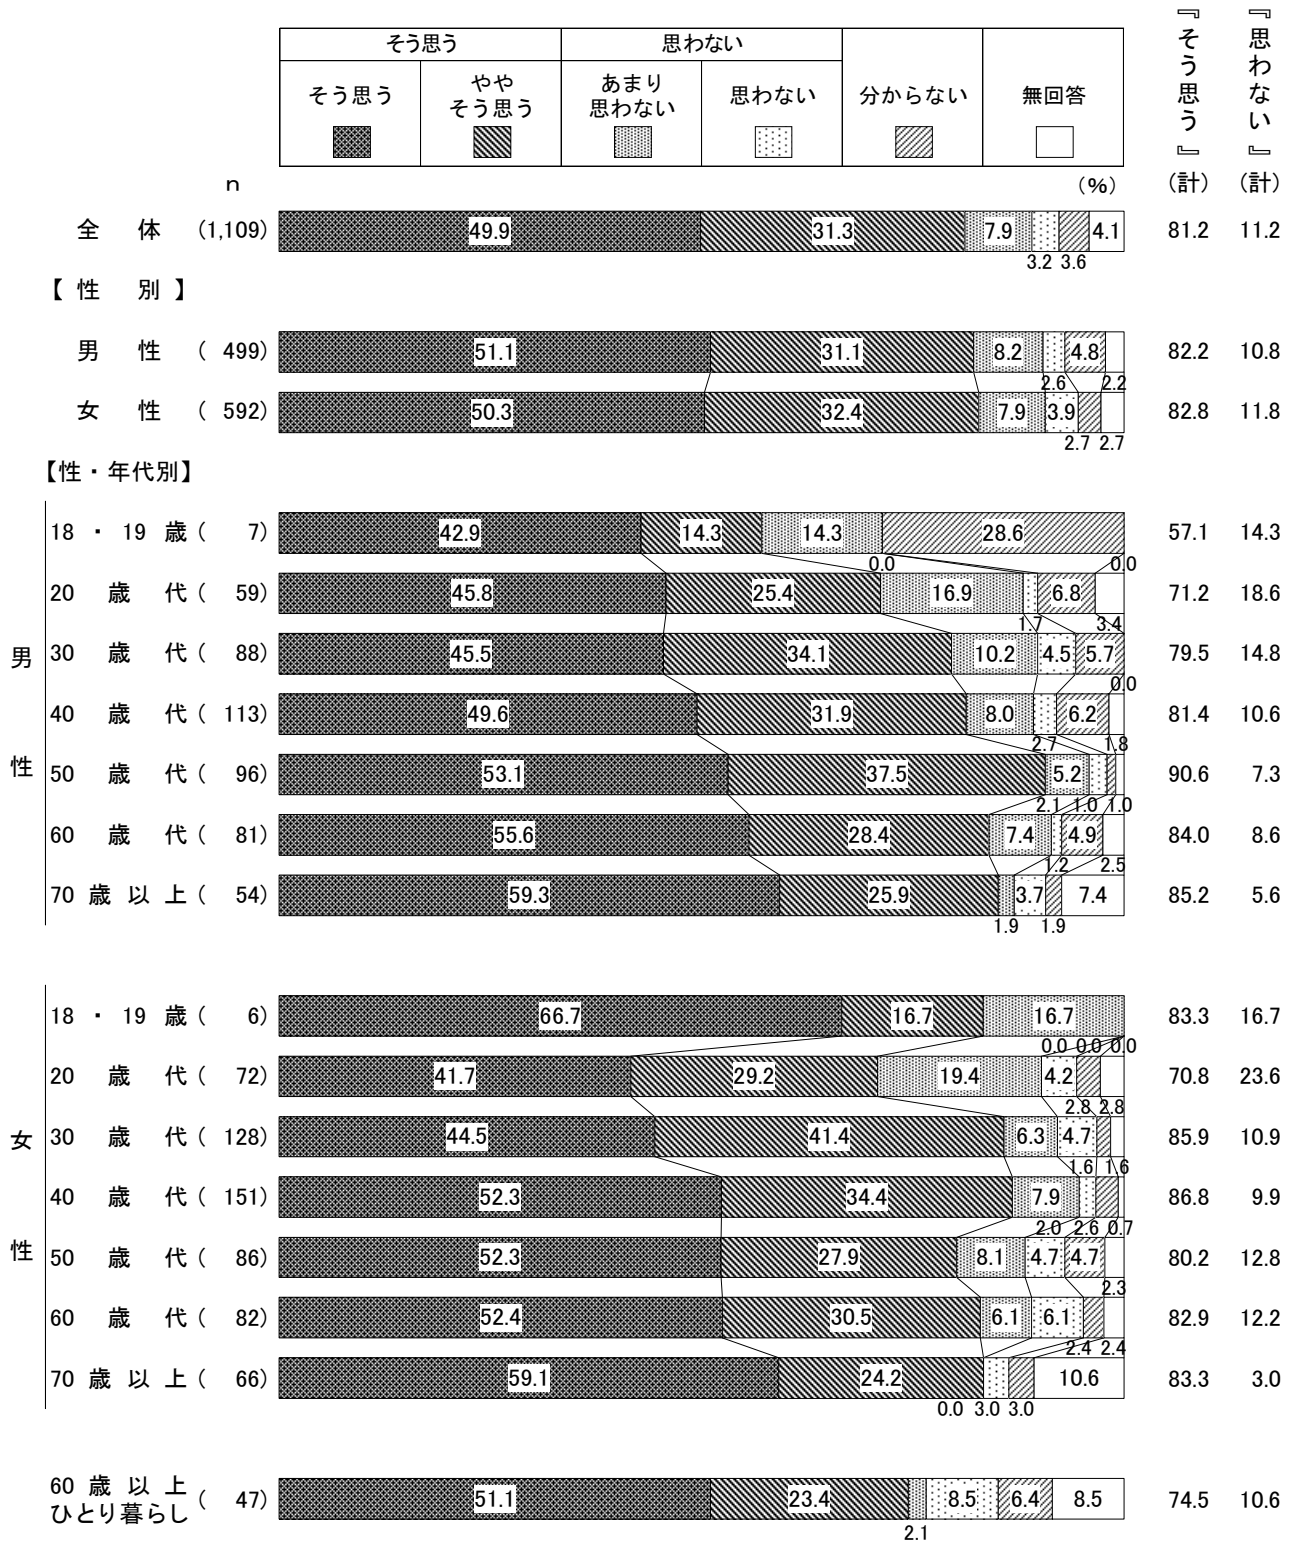 『そう思う』 『思わない』
そう思う 思わない
そう思う やや そう思う あまり 思わない 思わない 分からない 無回答
n (%) (計) (計)
全 体 (1,109) 49.9 31.3 7.9 4.1 81.2 11.2
3.2 3.6
【 性 別 】
男 性 ( 499) 51.1 31.1 8.2 4.8 82.2 10.8
2.6 2.2
女 性 ( 592) 50.3 32.4 7.9 3.9 82.8 11.8
2.7 2.7
【性・年代別】
男 性
18 ・ 19 歳 ( 7) 42.9 14.3 14.3 28.6 57.1 14.3
0.0 0.0
20 歳 代 ( 59) 45.8 25.4 16.9 6.8 71.2 18.6
1.7 3.4
30 歳 代 ( 88) 45.5 34.1 10.2 4.5 5.7 79.5 14.8
0.0
40 歳 代 ( 113) 49.6 31.9 8.0 6.2 81.4 10.6
2.7 1.8
50 歳 代 ( 96) 53.1 37.5 5.2 90.6 7.3
2.1 1.0 1.0
60 歳 代 ( 81) 55.6 28.4 7.4 4.9 84.0 8.6
1.2 2.5
70 歳 以 上 ( 54) 59.3 25.9 3.7 7.4 85.2 5.6
1.9 1.9
女 性
18 ・ 19 歳 ( 6) 66.7 16.7 16.7 83.3 16.7
0.0 0.0 0.0
20 歳 代 ( 72) 41.7 29.2 19.4 4.2 70.8 23.6
2.8 2.8
30 歳 代 ( 128) 44.5 41.4 6.3 4.7 85.9 10.9
1.6 1.6
40 歳 代 ( 151) 52.3 34.4 7.9 86.8 9.9
2.0 2.6 0.7
50 歳 代 ( 86) 52.3 27.9 8.1 4.7 4.7 80.2 12.8
2.3
60 歳 代 ( 82) 52.4 30.5 6.1 6.1 82.9 12.2
2.4 2.4
70 歳 以 上 ( 66) 59.1 24.2 10.6 83.3 3.0
0.0 3.0 3.0
60 歳 以 上
ひとり暮らし ( 47) 51.1 23.4 8.5 6.4 8.5 74.5 10.6
2.1